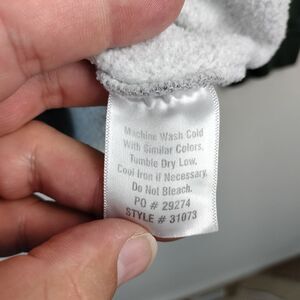 Machine Wash Cold
With Similar Colors.
Tumble Dry Low.
Cool Iron if Necessary.
Do Not Bleach.
PO # 29274
STYLE # 31073